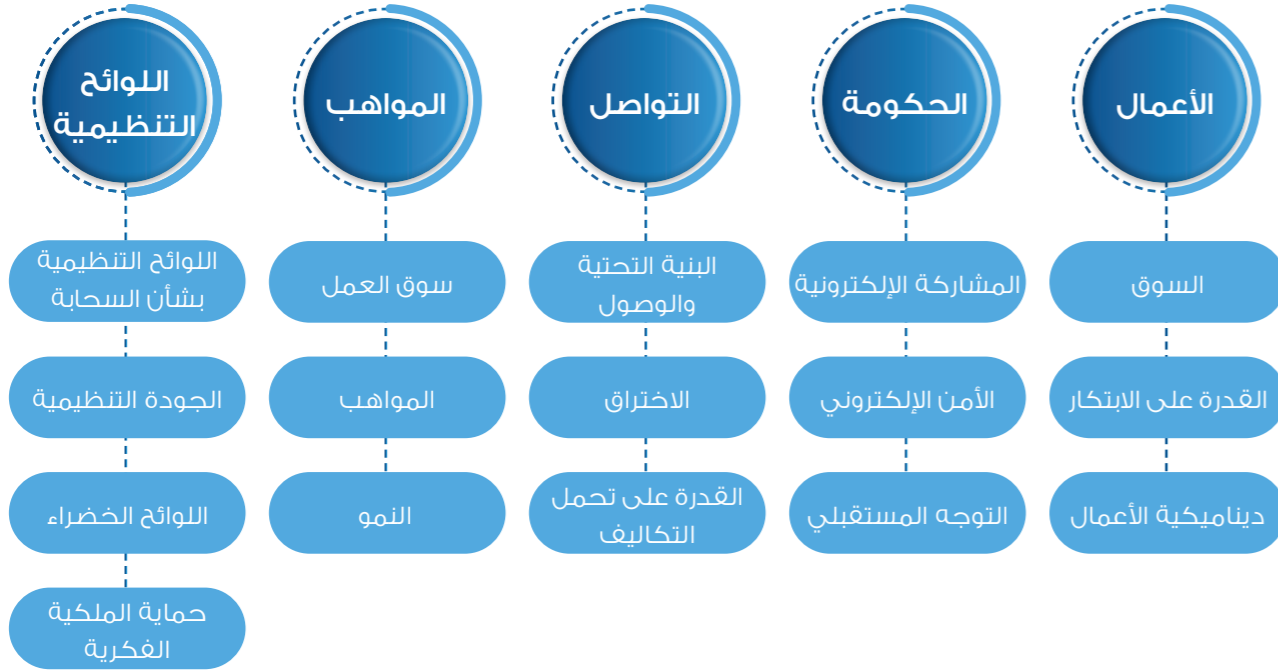 الأعمال
السوق
القدرة على الابتكار
ديناميكية الأعمال
الحكومة
المشاركة الإلكترونية
الأمن الإلكتروني
التوجه المستقبلي
التواصل
البنية التحتية
والوصول
الاختراق
القدرة على تحمل
التكاليف
المواهب
سوق العمل
المواهب
النمو
اللوائح
التنظيمية
اللوائح التنظيمية
بشأن السحابة
الجودة التنظيمية
اللوائح الخضراء
حماية الملكية
الفكرية